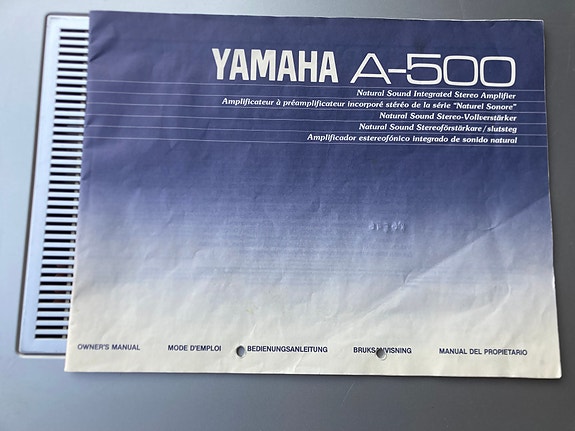 YAMAHA A-500
Natural Sound Integrated Stereo Amplifier
Amplificateur à préamplificateur incorporé stéréo de la série "Naturel Sonore"
Natural Sound Stereo-Vollverstärker
Natural Sound Stereoförstärkare/slutsteg
Amplificador estereofónico integrado de sonido natural
OWNER'S MANUAL MODE D'EMPLOI BEDIENUNGSANLEITUNG BRUKSANVISNING MANUAL DEL PROPIETARIO